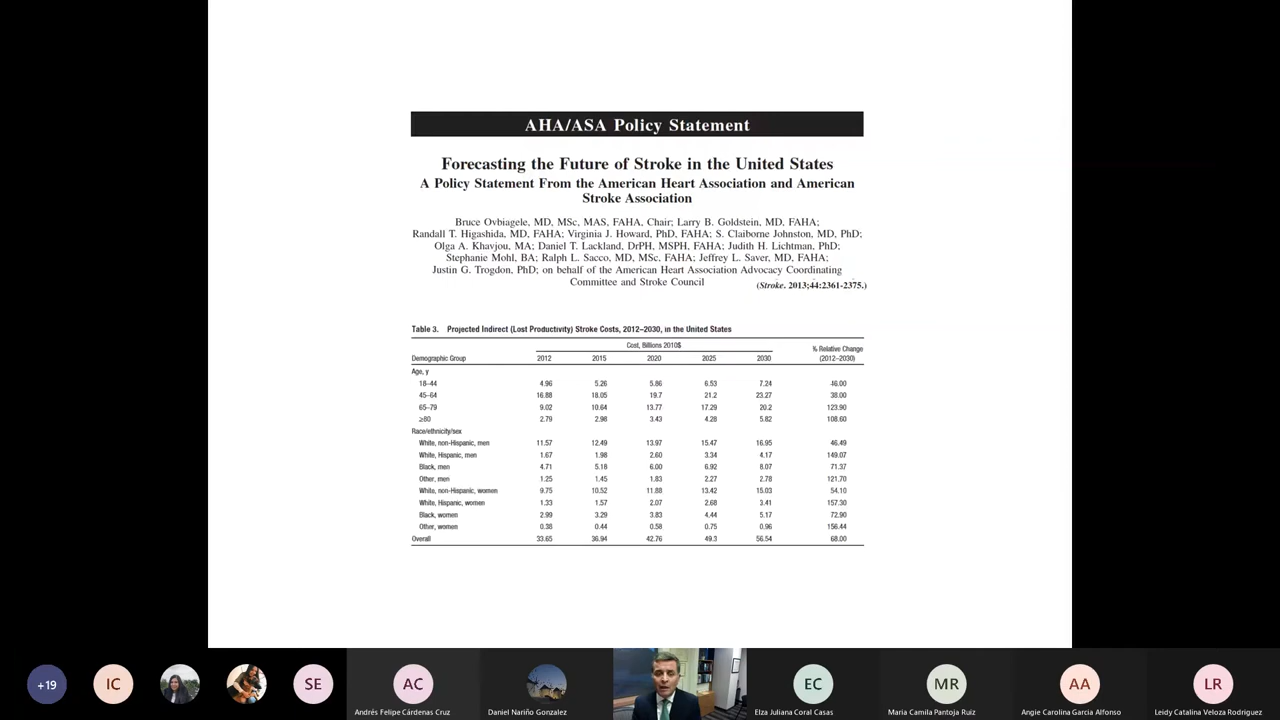 AHA/ASA Policy Statement
Forecasting the Future of Stroke in the United States
A Policy Statement From the American Heart Association and American
Stroke Association
Bruce Ovbiagele, MD, MSc, MAS, FAHA, Chair; Larry B. Goldstein, MD, FAHA;
Randall T. Higashida, MD, FAHA; Virginia J. Howard, PhD, FAHA; S. Claiborne Johnston, MD, PhD;
Olga A. Khavjou, MA; Daniel T. Lackland, DrPH, MSPH, FAHA; Judith H. Lichtman, PhD;
Stephanie Mohl, BA; Ralph L. Sacco, MD, MSc, FAHA; Jeffrey L. Saver, MD, FAHA;
Justin G. Trogdon, PhD; on behalf of the American Heart Association Advocacy Coordinating
Committee and Stroke Council
(Stroke. 2013;44:2361-2375.)
Table 3. Projected Indirect (Lost Productivity) Stroke Costs, 2012–2030, in the United States
Cost, Billions 2010$
% Relative Change
Demographic Group 2012 2015 2020 2025 2030 (2012–2030)
Age, y
18–44 4.96 5.26 5.86 6.53 7.24 46.00
45–64 16.88 18.05 19.7 21.2 23.27 38.00
65–79 9.02 10.64 13.77 17.29 20.2 123.90
≥80 2.79 2.98 3.43 4.28 5.82 108.60
Race/ethnicity/sex
White, non-Hispanic, men 11.57 12.49 13.97 15.47 16.95 46.49
White, Hispanic, men 1.67 1.98 2.60 3.34 4.17 149.07
Black, men 4.71 5.18 6.00 6.92 8.07 71.37
Other, men 1.25 1.45 1.83 2.27 2.78 121.70
White, non-Hispanic, women 9.75 10.52 11.88 13.42 15.03 54.10
White, Hispanic, women 1.33 1.57 2.07 2.68 3.41 157.30
Black, women 2.99 3.29 3.83 4.44 5.17 72.90
Other, women 0.38 0.44 0.58 0.75 0.96 156.44
Overall 33.65 36.94 42.76 49.3 56.54 68.00
+19 IC SE AC EC MR AA LR
Andrés Felipe Cárdenas Cruz Daniel Nariño Gonzalez Elza Juliana Coral Casas Maria Camila Pantoja Ruiz Angie Carolina Garcia Alfonso Leidy Catalina Veloza Rodriguez